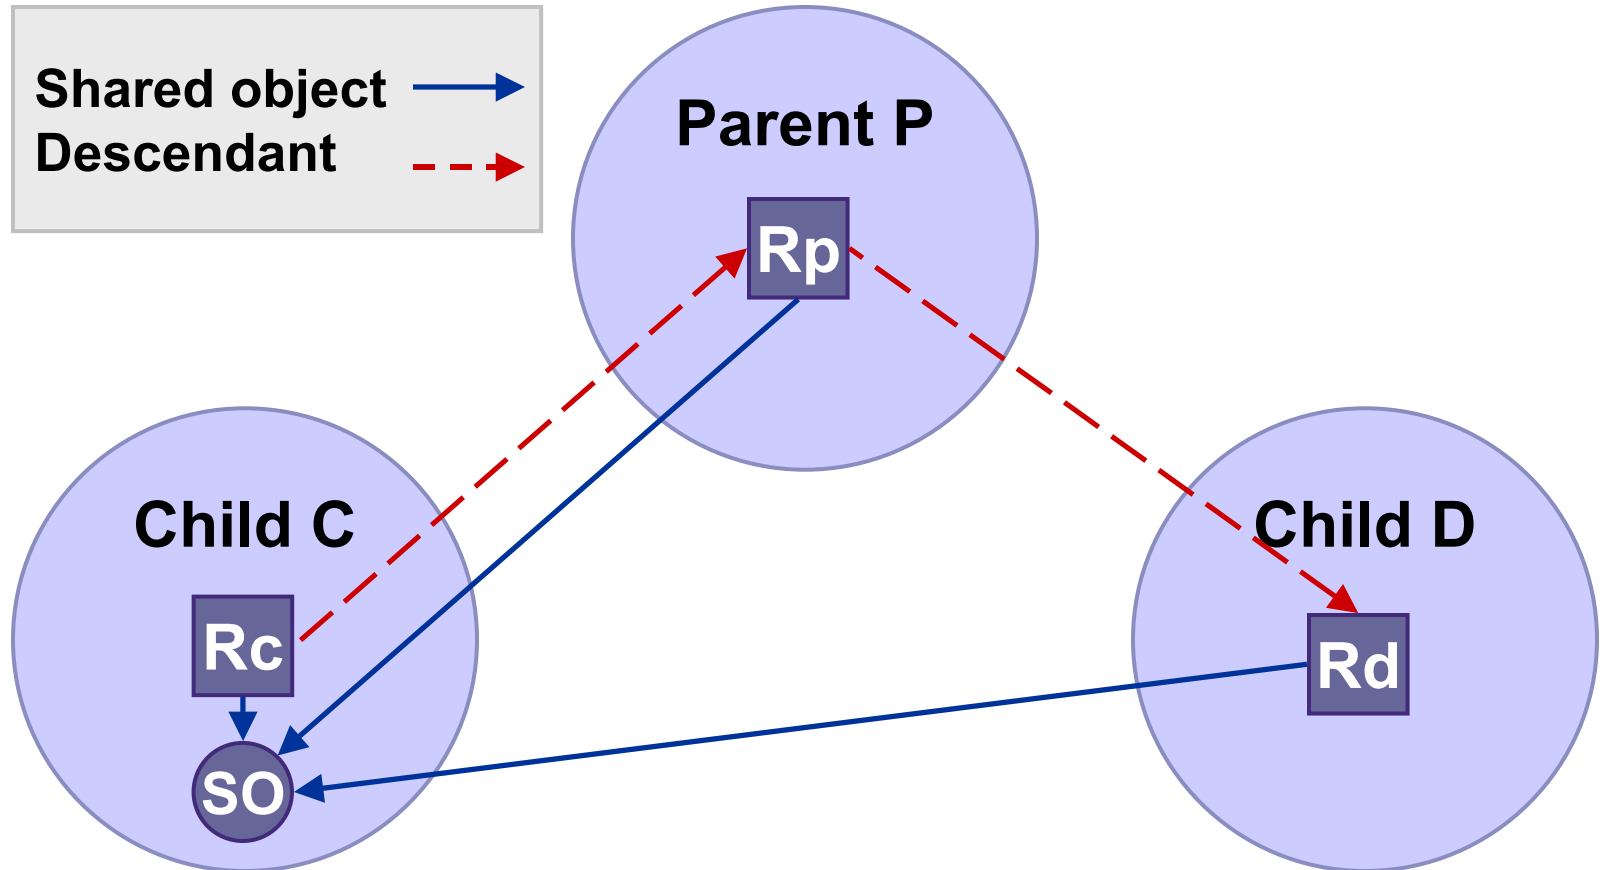 Shared object
Descendant
Parent P
Rp
Child C
Rc
SO
Child D
Rd